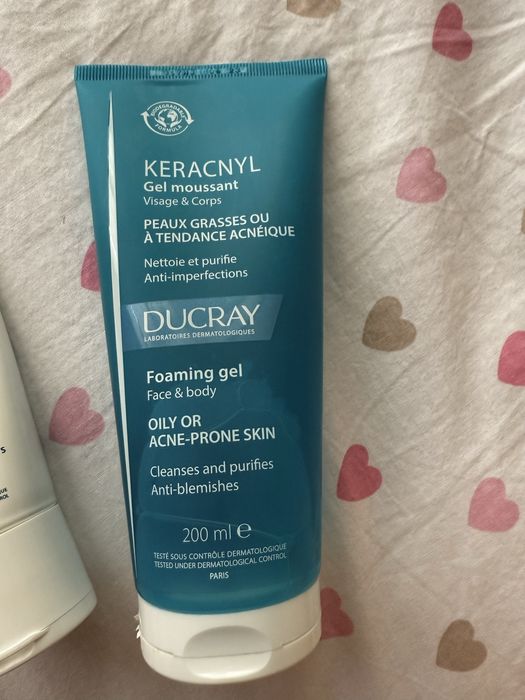 BIODEGRADABLE
FORMULA
KERACNYL
Gel moussant
Visage & Corps
PEAUX GRASSES OU
À TENDANCE ACNÉIQUE
Nettoie et purifie
Anti-imperfections
DUCRAY
LABORATOIRES DERMATOLOGIQUES
Foaming gel
Face & body
OILY OR
ACNE-PRONE SKIN
Cleanses and purifies
Anti-blemishes
200 ml e
TESTÉ SOUS CONTRÔLE DERMATOLOGIQUE
TESTED UNDER DERMATOLOGICAL CONTROL
PARIS